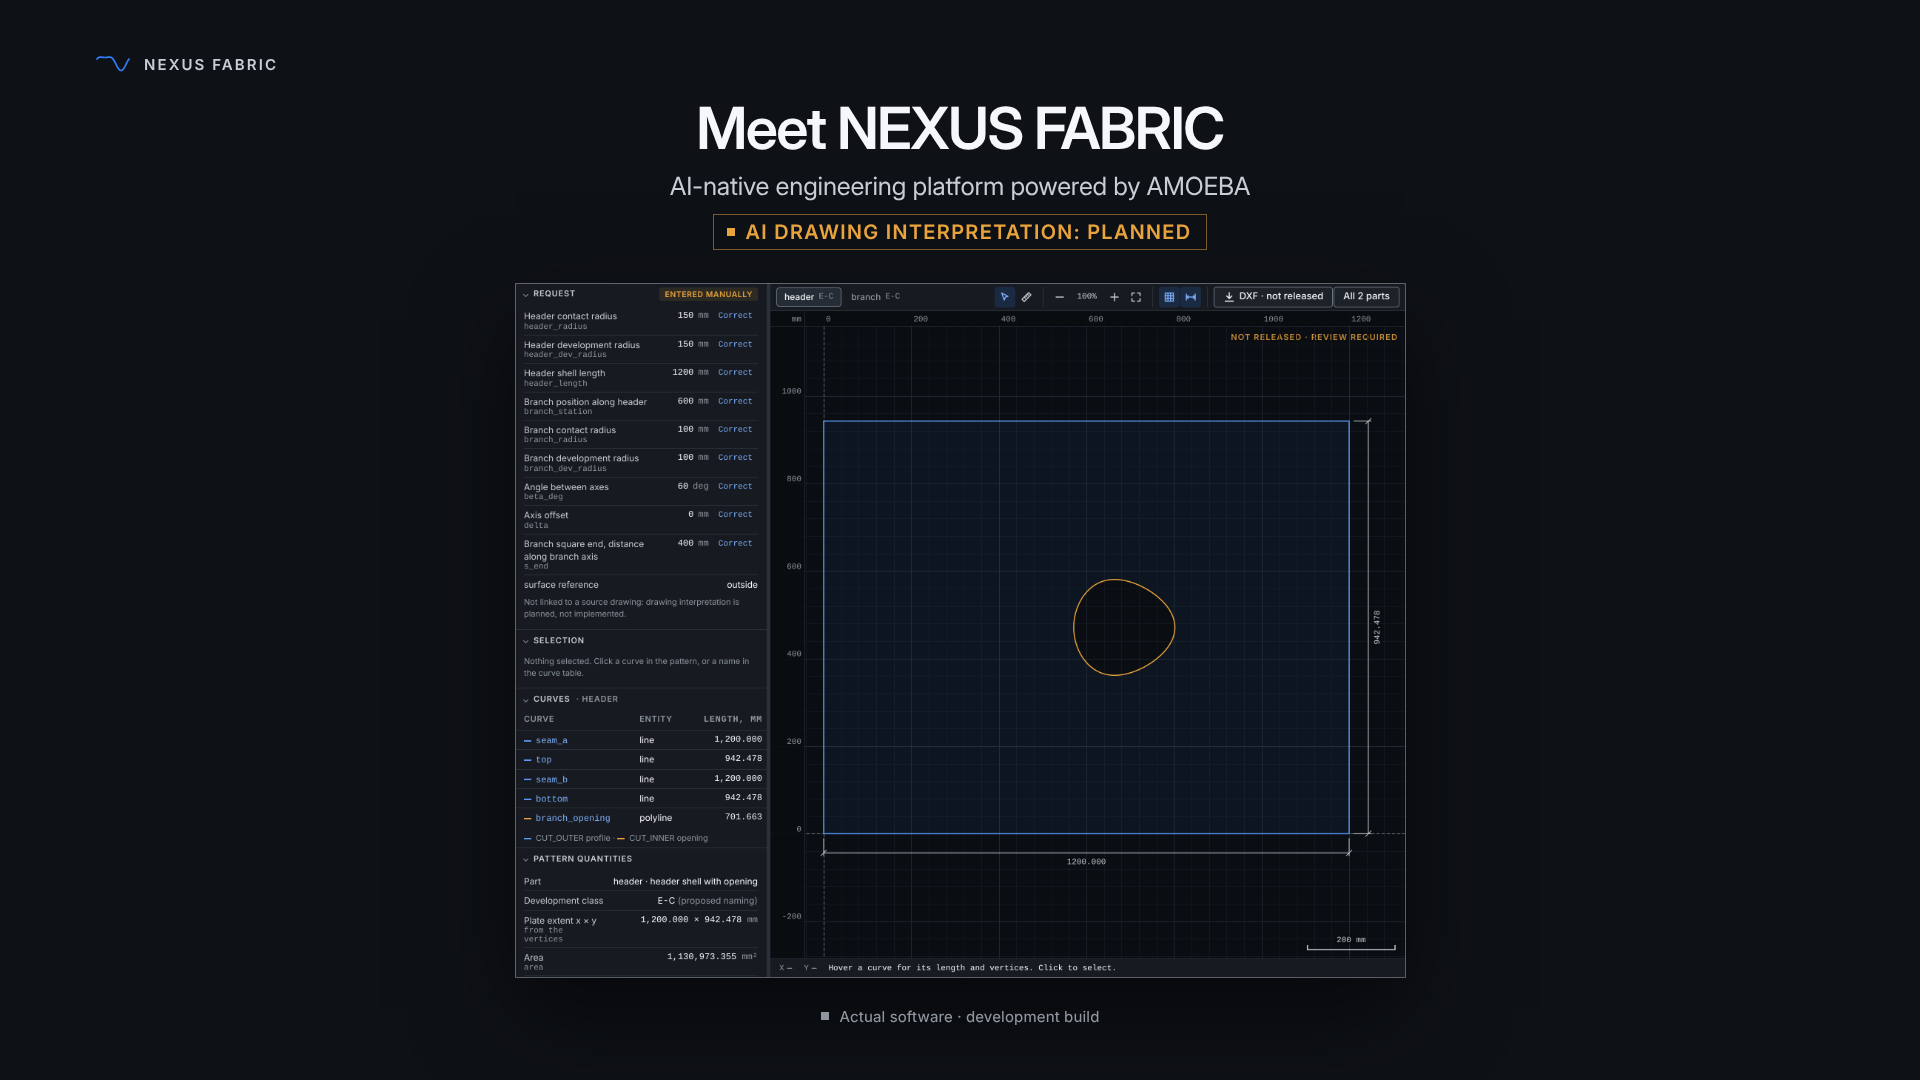 NEXUS FABRIC
Meet NEXUS FABRIC
AI-native engineering platform powered by AMOEBA
AI DRAWING INTERPRETATION: PLANNED
REQUEST
ENTERED MANUALLY
Header contact radius 150 mm Correct
header_radius
Header development radius 150 mm Correct
header_dev_radius
Header shell length 1200 mm Correct
header_length
Branch position along header 600 mm Correct
branch_station
Branch contact radius 100 mm Correct
branch_radius
Branch development radius 100 mm Correct
branch_dev_radius
Angle between axes 60 deg Correct
beta_deg
Axis offset 0 mm Correct
delta
Branch square end, distance 400 mm Correct
along branch axis
s_end
surface reference outside
Not linked to a source drawing: drawing interpretation is
planned, not implemented.
SELECTION
Nothing selected. Click a curve in the pattern, or a name in
the curve table.
CURVES · HEADER
CURVE ENTITY LENGTH, MM
seam_a line 1,200.000
top line 942.478
seam_b line 1,200.000
bottom line 942.478
branch_opening polyline 701.663
CUT_OUTER profile · CUT_INNER opening
PATTERN QUANTITIES
Part header · header shell with opening
Development class E-C (proposed naming)
Plate extent x × y 1,200.000 × 942.478 mm
from the
vertices
Area 1,130,973.355 mm²
area
header E-C branch E-C 100% DXF · not released All 2 parts
mm 0 200 400 600 800 1000 1200
NOT RELEASED · REVIEW REQUIRED
1000
800
600
400
200
0
-200
942.478
1200.000
200 mm
X – Y – Hover a curve for its length and vertices. Click to select.
Actual software · development build